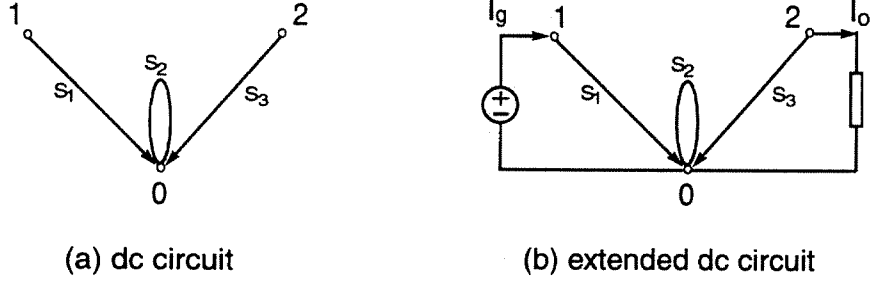 1
2
S1
S2
S3
0
(a) dc circuit
Ig
1
2
Io
+
−
S1
S2
S3
0
(b) extended dc circuit